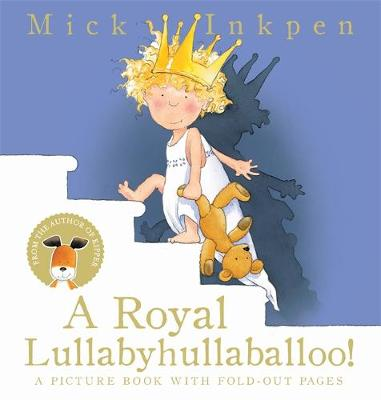 Mick Inkpen
FROM THE AUTHOR OF KIPPER
A Royal
Lullabyhullaballoo!
A PICTURE BOOK WITH FOLD-OUT PAGES